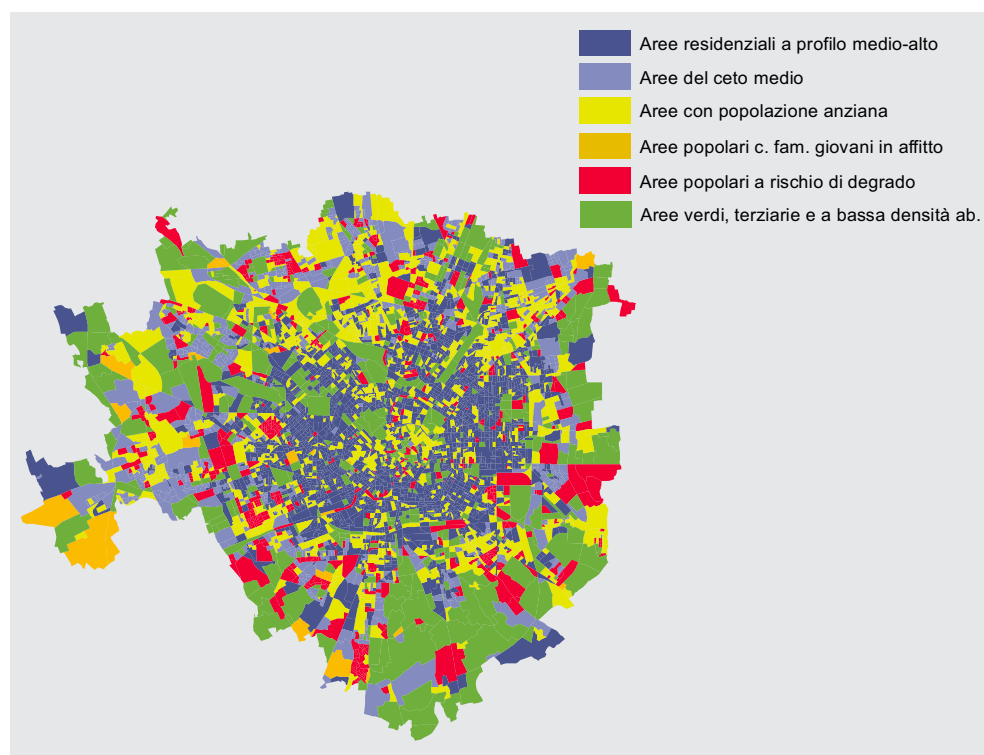 Aree residenziali a profilo medio-alto
Aree del ceto medio
Aree con popolazione anziana
Aree popolari c. fam. giovani in affitto
Aree popolari a rischio di degrado
Aree verdi, terziarie e a bassa densità ab.